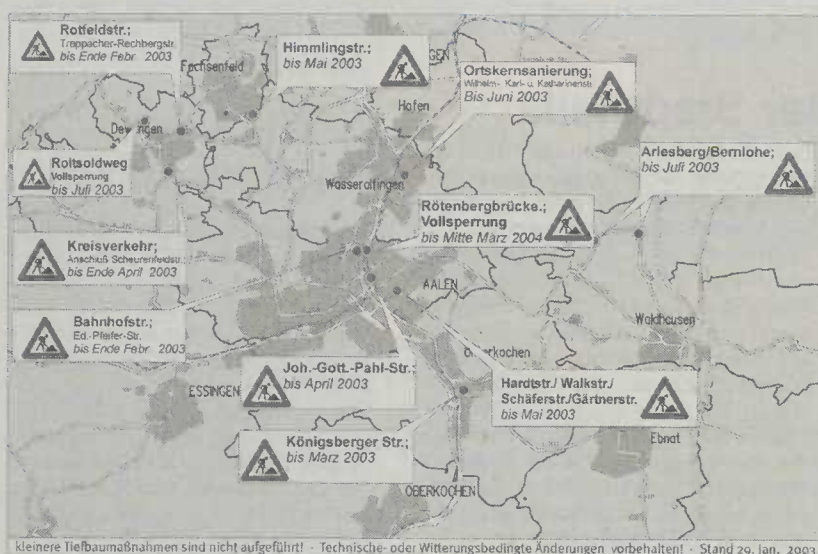 Rotfeldstr.;
Trappacher-Rechbergstr.
bis Ende Febr 2003
Himmlingstr.;
bis Mai 2003
Ortskernsanierung;
Wilhelm-, Karl- u. Katharinenstr.
Bis Juni 2003
Fachsenfeld
Hofen
Roitsoldweg
Vollsperrung
bis Juli 2003
Wasseralfingen
Arlesberg/Bernlohe;
bis Juli 2003
Rötenbergbrücke.;
Vollsperrung
bis Mitte März 2004
Kreisverkehr;
Anschluß Scheurenfeldstr.
bis Ende April 2003
AALEN
Waldhausen
Bahnhofstr.;
Ed.-Pfeifer-Str.
bis Ende Febr 2003
ESSINGEN
Joh.-Gott.-Pahl-Str.;
bis April 2003
Hardtstr./ Walkstr./
Schäferstr./Gärtnerstr.
bis Mai 2003
Königsberger Str.;
bis März 2003
Ebnat
OBERKOCHEN
kleinere Tiefbaumaßnahmen sind nicht aufgeführt! - Technische- oder Witterungsbedingte Änderungen vorbehalten! - Stand 29. Jan. 2003